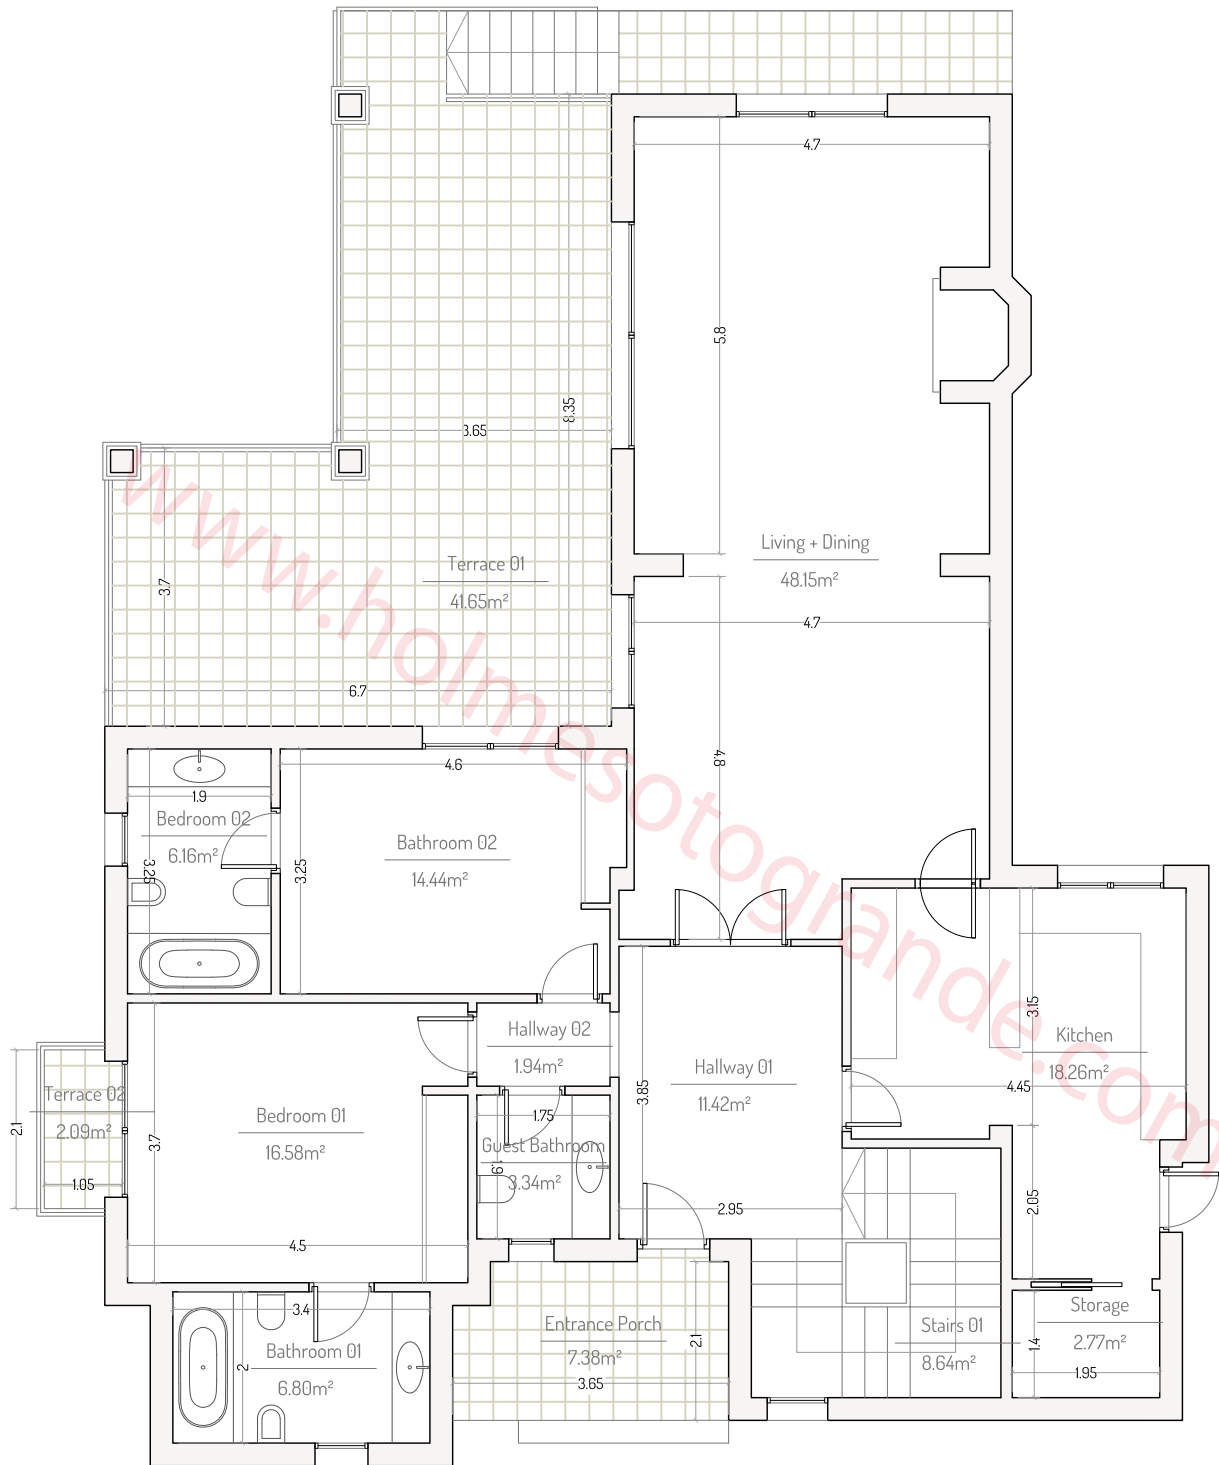 4.7
5.8
8.35
3.65
Living + Dining
48.15m²
Terrace 01
41.65m²
3.7
4.7
6.7
4.8
4.6
1.9
Bedroom 02
6.16m²
3.25
3.25
Bathroom 02
14.44m²
3.15
Hallway 02
1.94m²
Kitchen
18.26m²
4.45
Hallway 01
11.42m²
3.85
Terrace 02
2.09m²
2.1
1.05
Bedroom 01
16.58m²
3.7
1.75
Guest Bathroom
3.34m²
1.9
2.95
2.05
4.5
3.4
Bathroom 01
6.80m²
2
Entrance Porch
7.38m²
3.65
2.1
Stairs 01
8.64m²
Storage
2.77m²
1.4
1.95
www.holmesotogrande.com